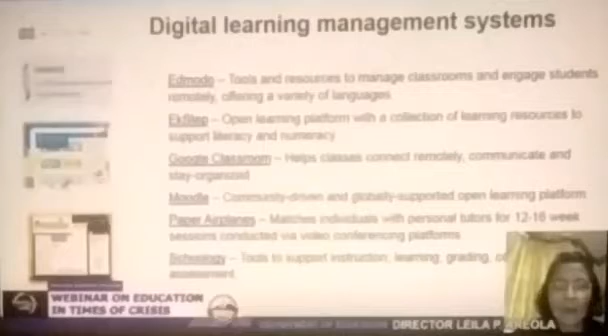 Digital learning management systems
Edmodo – Tools and resources to manage classrooms and engage students
remotely, offering a variety of languages
EkStep – Open learning platform with a collection of learning resources to
support literacy and numeracy
Google Classroom – Helps classes connect remotely, communicate and
stay-organized
Moodle – Community-driven and globally-supported open learning platform
Paper Airplanes – Matches individuals with personal tutors for 12-16 week
sessions conducted via video conferencing platforms
Schoology – Tools to support instruction, learning, grading,
assessment
WEBINAR ON EDUCATION
IN TIMES OF CRISIS
DIRECTOR LEILA P. AREOLA